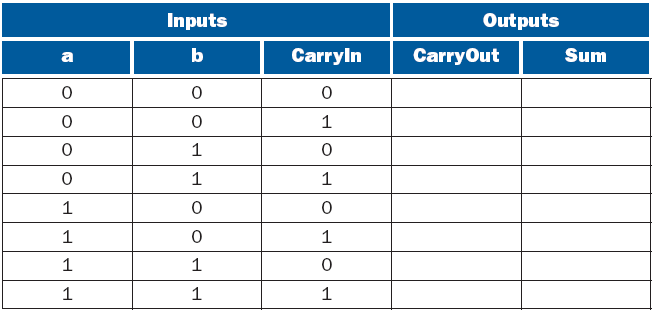 Inputs Outputs
a b CarryIn CarryOut Sum
0 0 0
0 0 1
0 1 0
0 1 1
1 0 0
1 0 1
1 1 0
1 1 1